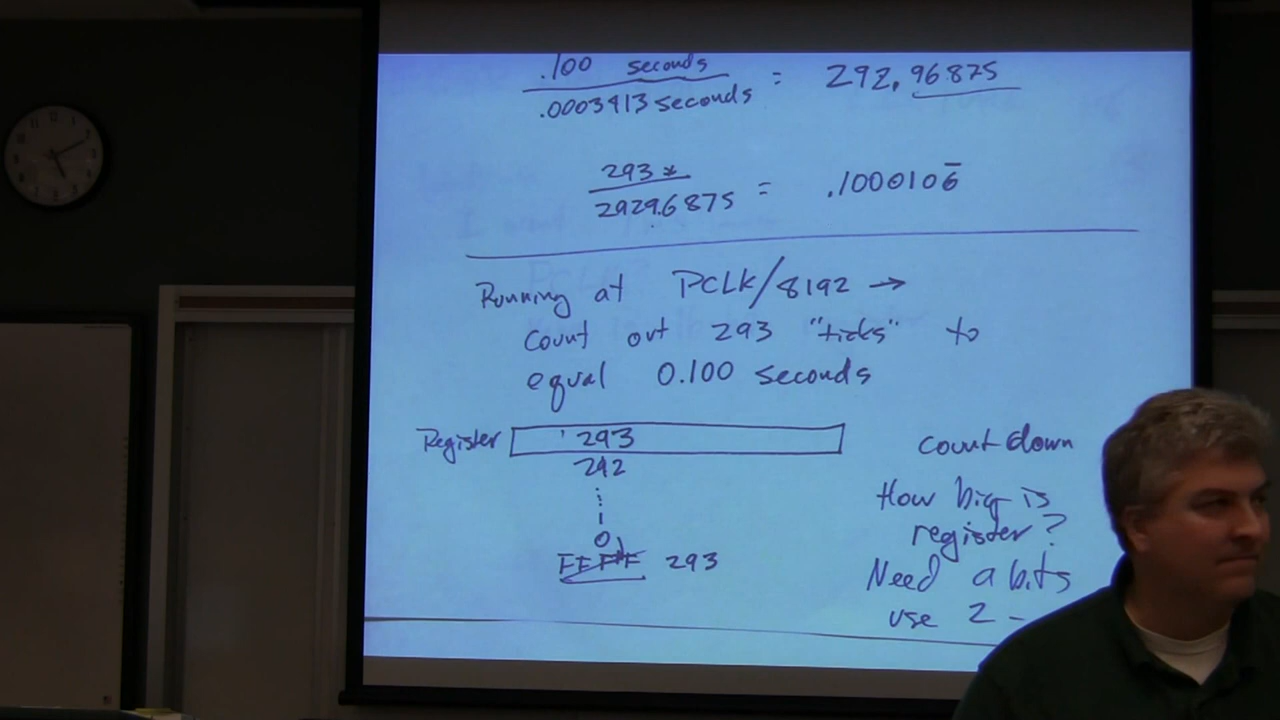 .100 seconds
.0003413 seconds = 292.96875
293 *
2929.6875 = .1000106̅
Running at PCLK/8192 →
count out 293 "ticks" to
equal 0.100 seconds
Register 293 count down
292
How big is
1 register?
0
FFFF 293
Need 9 bits
use 2 -